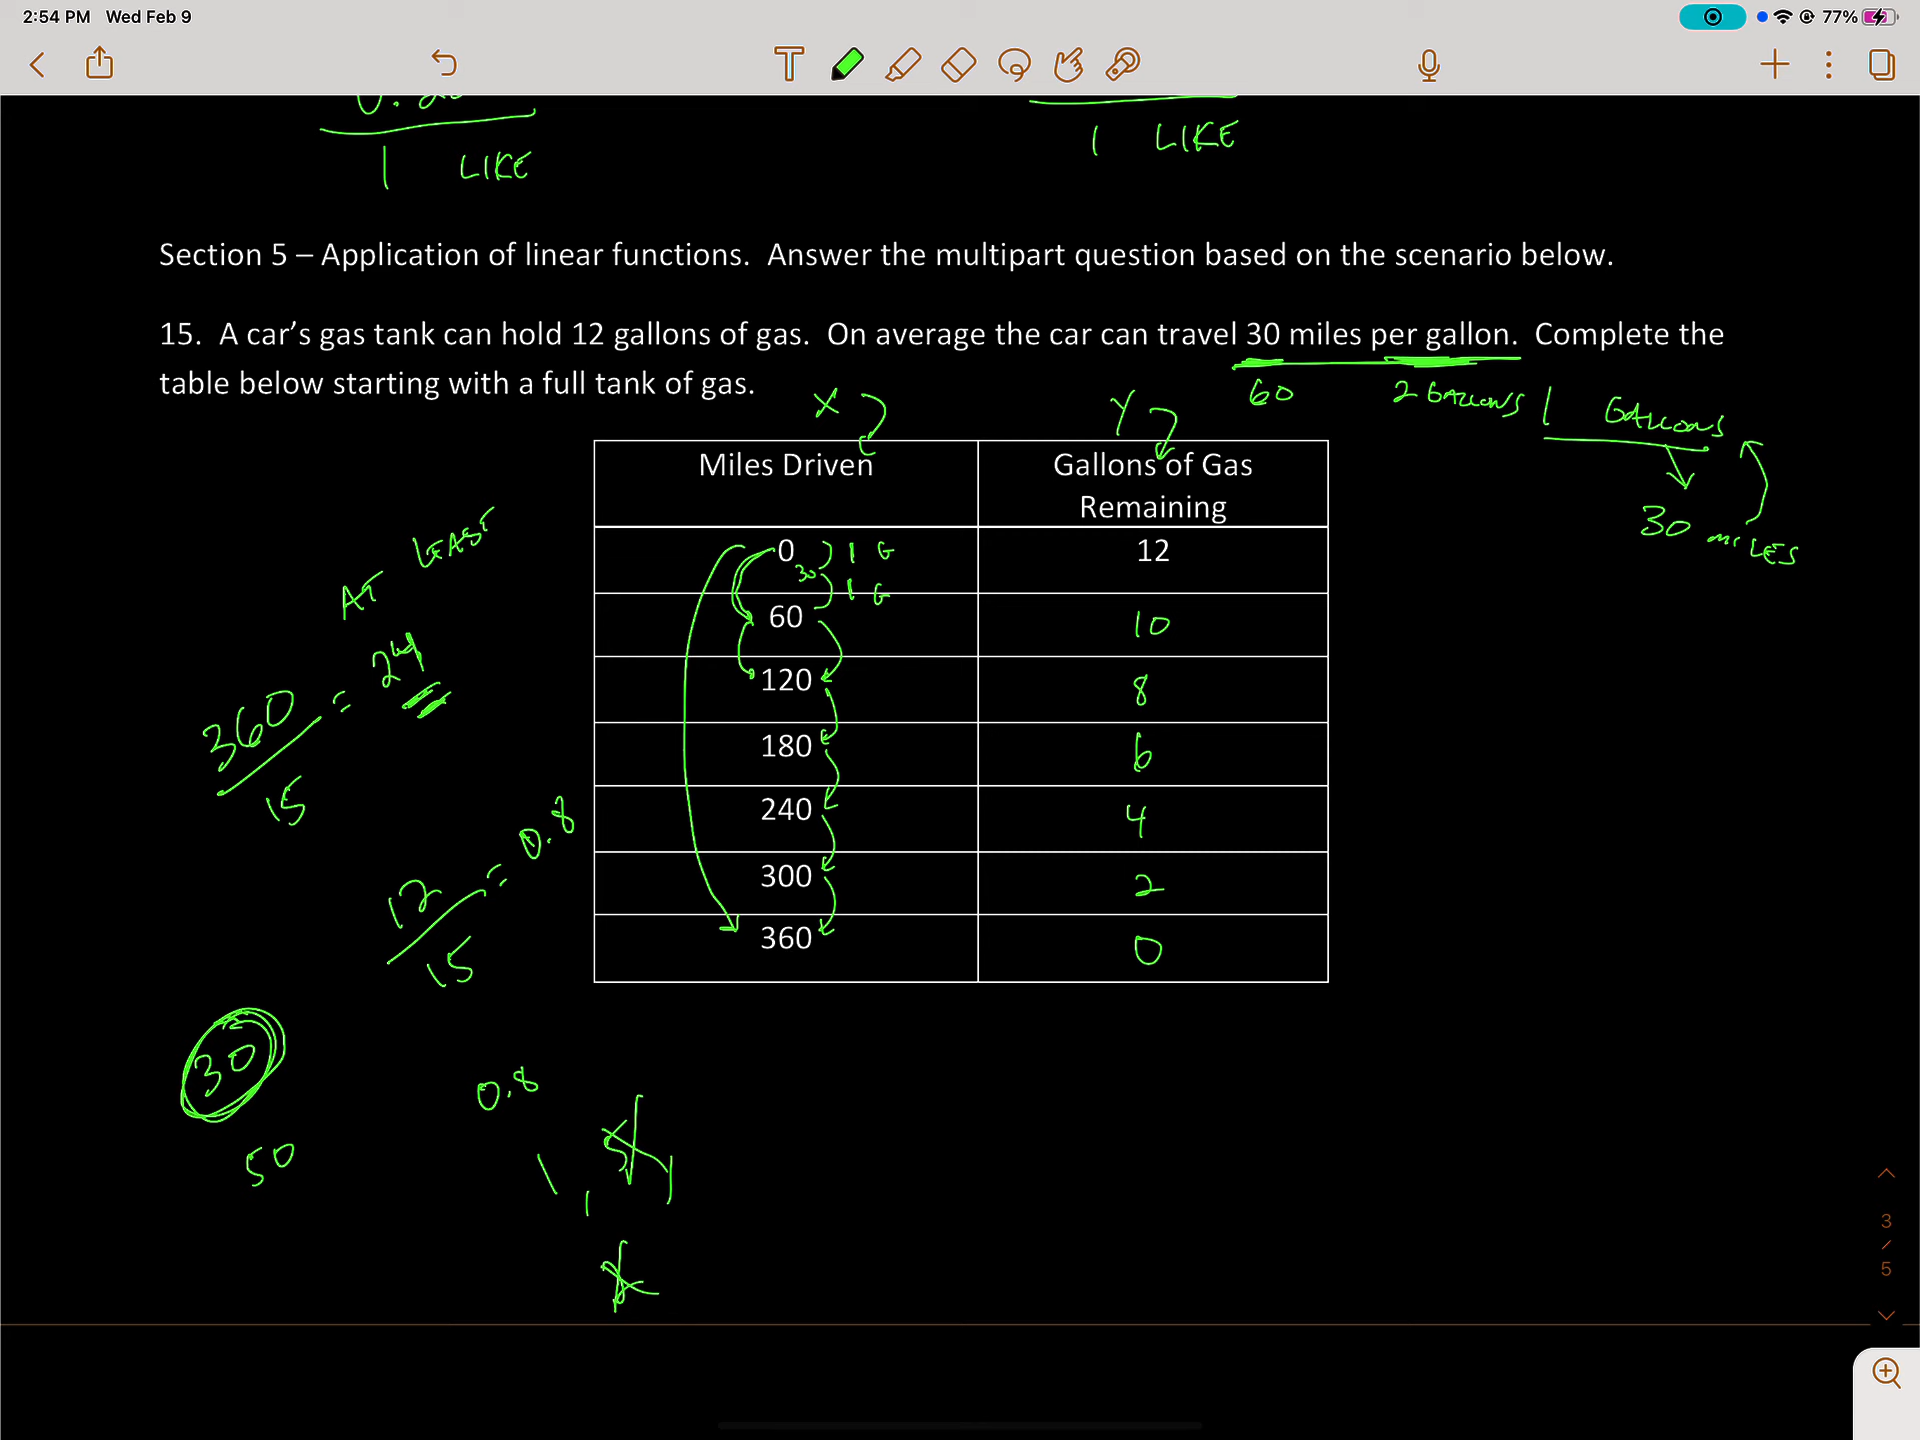 2:54 PM Wed Feb 9
77%
1 LIKE
1 LIKE
Section 5 – Application of linear functions. Answer the multipart question based on the scenario below.
15. A car’s gas tank can hold 12 gallons of gas. On average the car can travel 30 miles per gallon. Complete the
table below starting with a full tank of gas.
60 2 GALLONS
1 GALLONS
30 MILES
X Y
Miles Driven Gallons of Gas
Remaining
0 12
1 G
30
1 G
60 10
120 8
180 6
240 4
300 2
360 0
AT LEAST
360
15
= 24
12
15
= 0.8
30
50
0.8
3
/
5